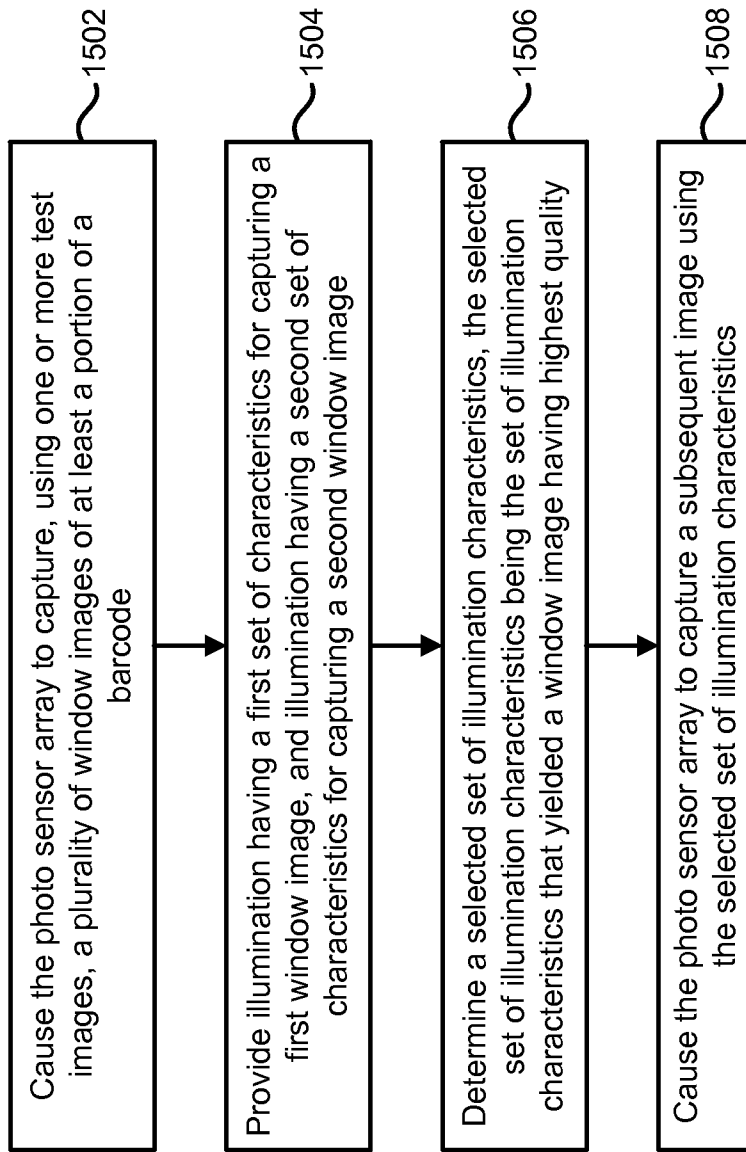 Cause the photo sensor array to capture, using one or more test
images, a plurality of window images of at least a portion of a
barcode
1502
Provide illumination having a first set of characteristics for capturing a
first window image, and illumination having a second set of
characteristics for capturing a second window image
1504
Determine a selected set of illumination characteristics, the selected
set of illumination characteristics being the set of illumination
characteristics that yielded a window image having highest quality
1506
Cause the photo sensor array to capture a subsequent image using
the selected set of illumination characteristics
1508